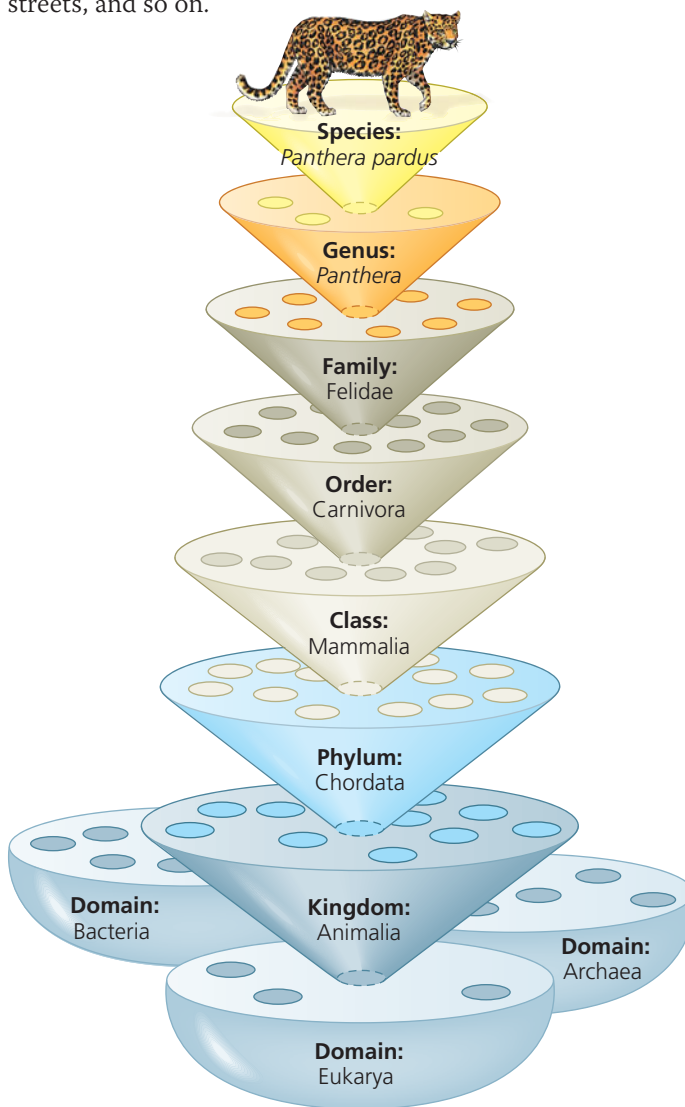 streets, and so on.
Species:
Panthera pardus
Genus:
Panthera
Family:
Felidae
Order:
Carnivora
Class:
Mammalia
Phylum:
Chordata
Domain:
Bacteria
Kingdom:
Animalia
Domain:
Archaea
Domain:
Eukarya